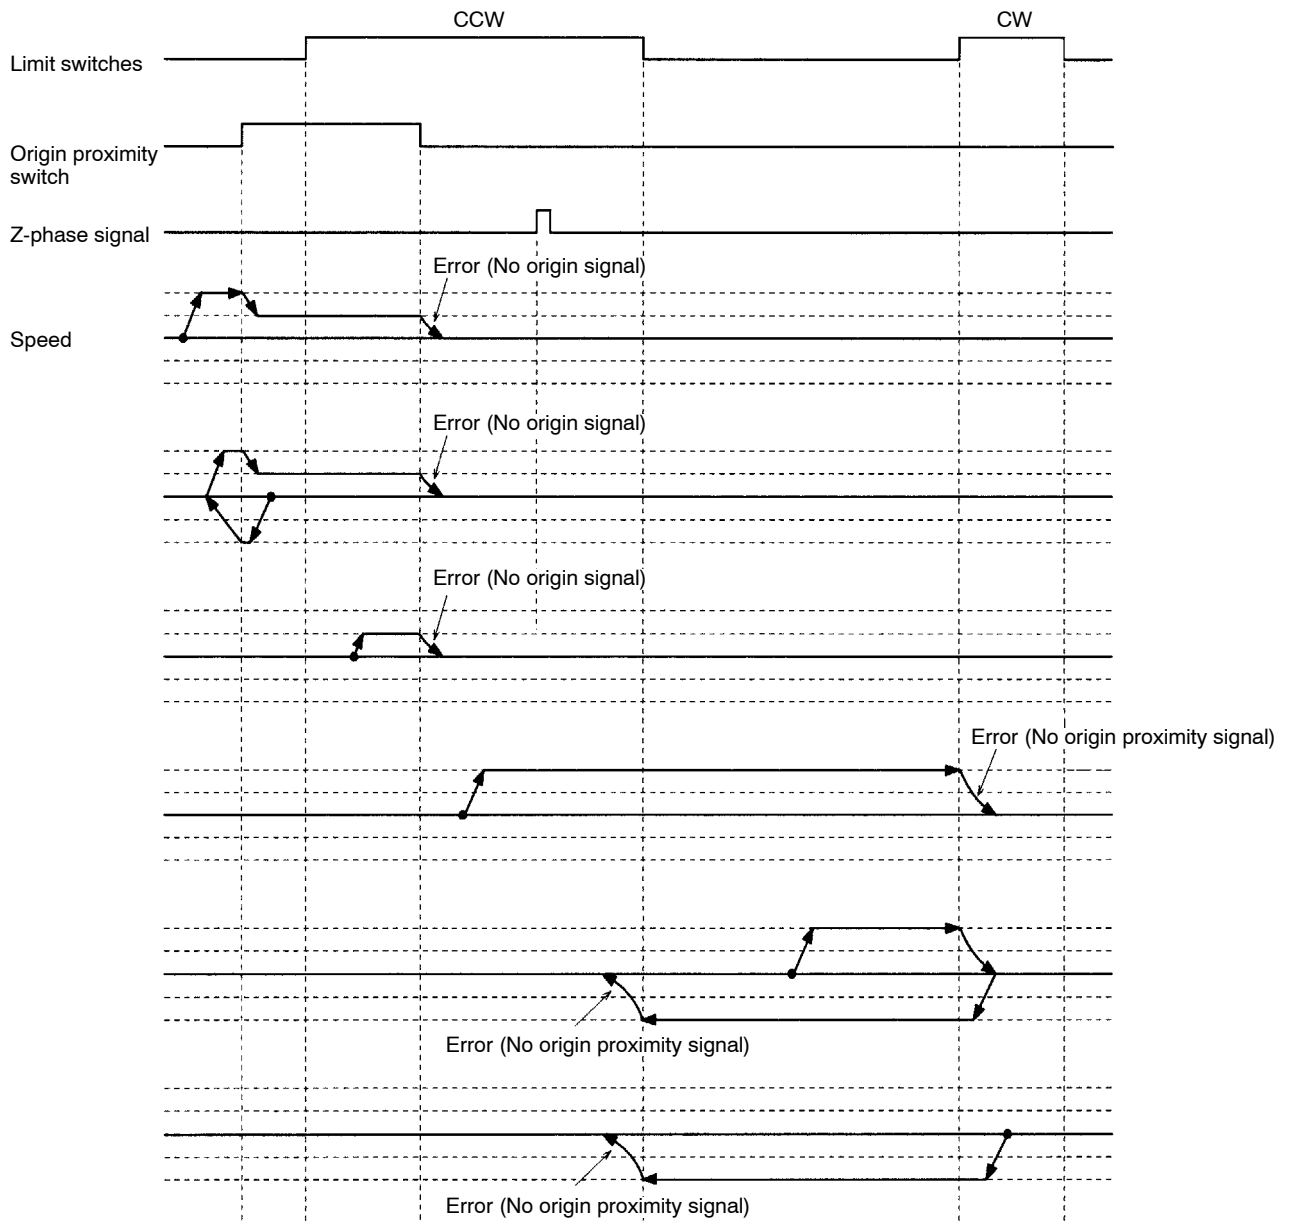 CCW
CW
Limit switches
Origin proximity
switch
Z-phase signal
Error (No origin signal)
Speed
Error (No origin signal)
Error (No origin signal)
Error (No origin proximity signal)
Error (No origin proximity signal)
Error (No origin proximity signal)